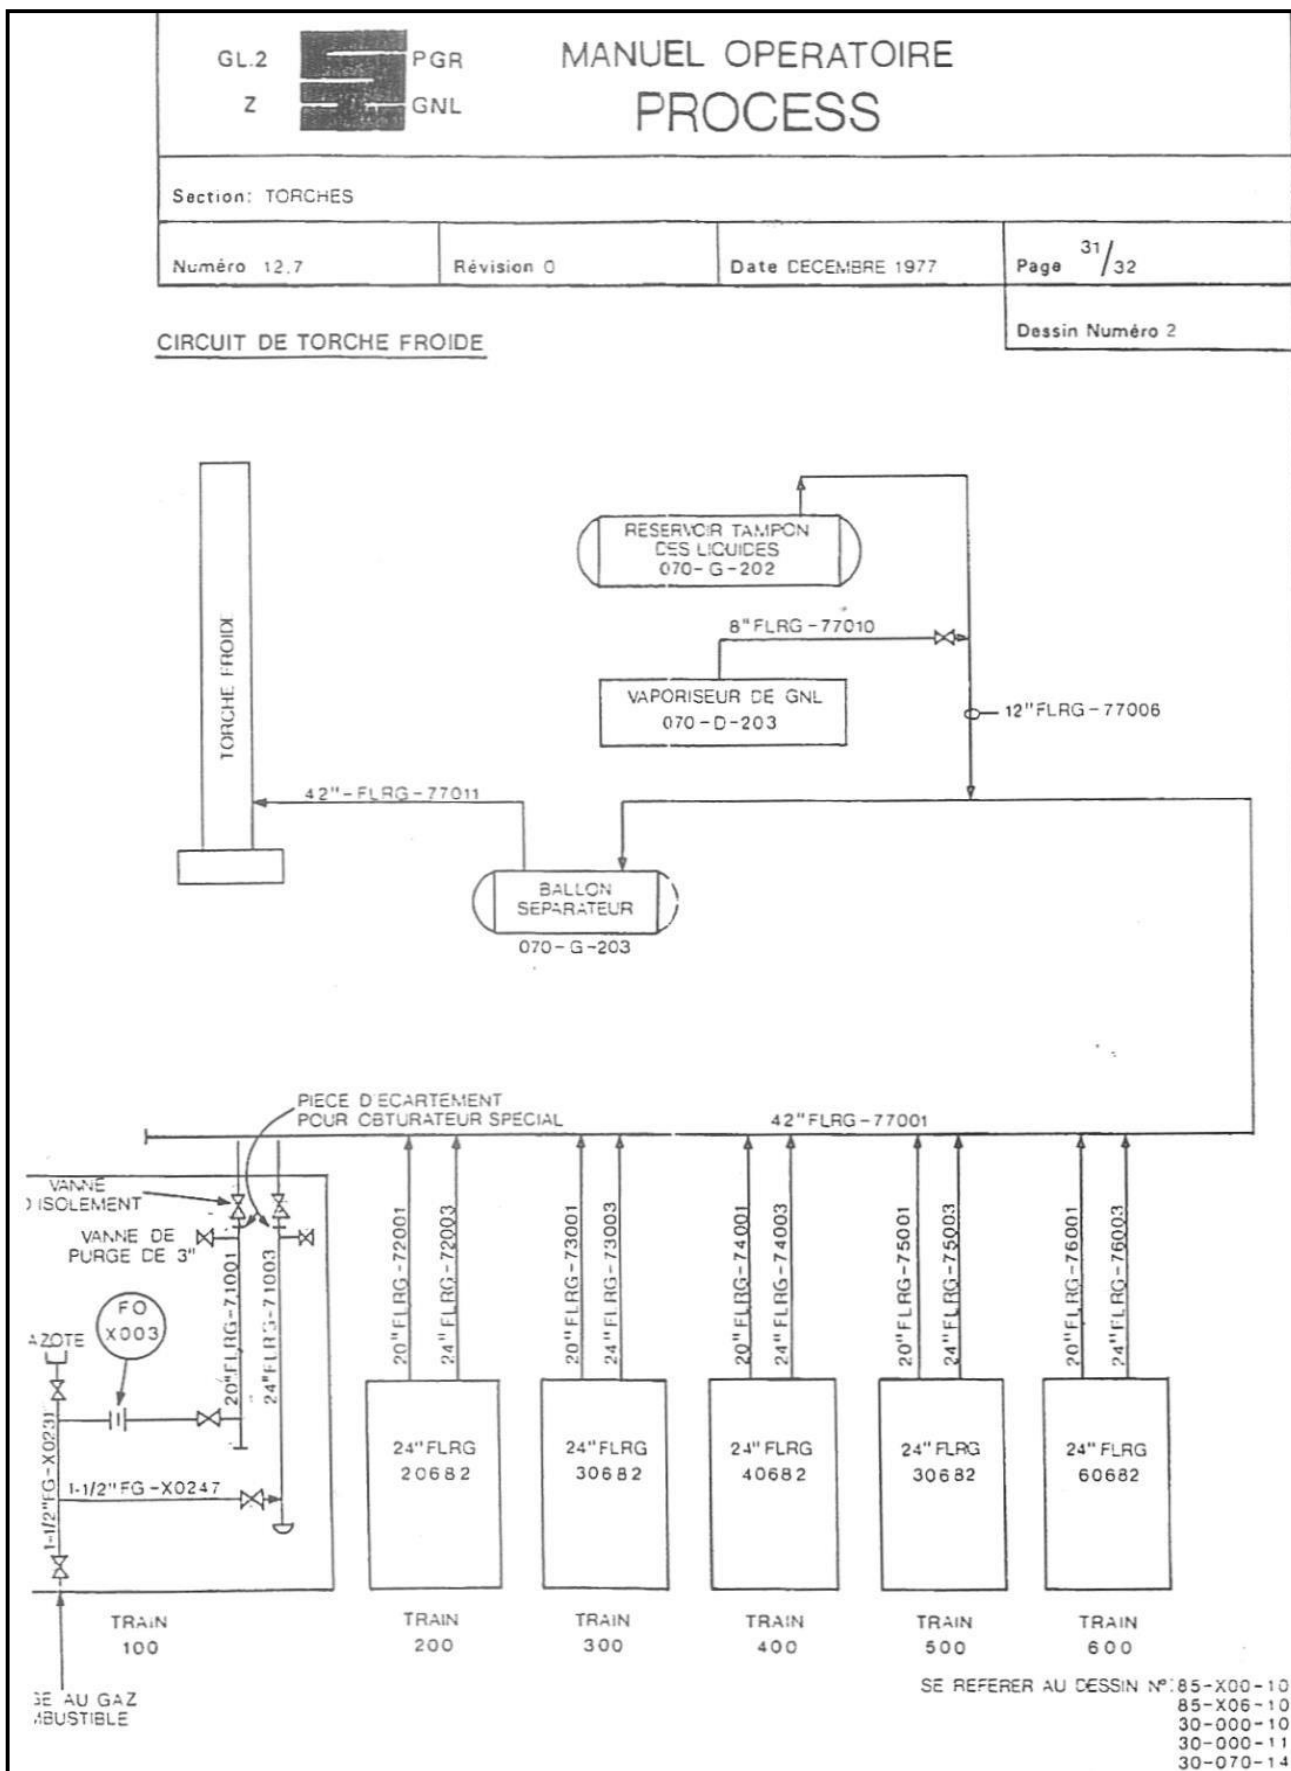 GL.2 PGR
Z GNL
MANUEL OPERATOIRE
PROCESS
Section: TORCHES
Numéro 12.7
Révision 0
Date DECEMBRE 1977
Page 31/32
Dessin Numéro 2
CIRCUIT DE TORCHE FROIDE
RESERVOIR TAMPON
DES LIQUIDES
070-G-202
8"FLRG-77010
VAPORISEUR DE GNL
070-D-203
12"FLRG-77006
TORCHE FROIDE
42"-FLRG-77011
BALLON
SEPARATEUR
070-G-203
PIECE D'ECARTEMENT
POUR OBTURATEUR SPECIAL
42"FLRG-77001
VANNE
D'ISOLEMENT
VANNE DE
PURGE DE 3"
FO
X003
AZOTE
20"FLRG-71001
24"FLRG-71003
1-1/2"FG-X0231
1-1/2"FG-X0247
20"FLRG-72001
24"FLRG-72003
20"FLRG-73001
24"FLRG-73003
20"FLRG-74001
24"FLRG-74003
20"FLRG-75001
24"FLRG-75003
20"FLRG-76001
24"FLRG-76003
24"FLRG
20682
24"FLRG
30682
24"FLRG
40682
24"FLRG
30682
24"FLRG
60682
TRAIN
100
TRAIN
200
TRAIN
300
TRAIN
400
TRAIN
500
TRAIN
600
GE AU GAZ
MBUSTIBLE
SE REFERER AU DESSIN Nº:85-X00-10
85-X06-10
30-000-10
30-000-11
30-070-14